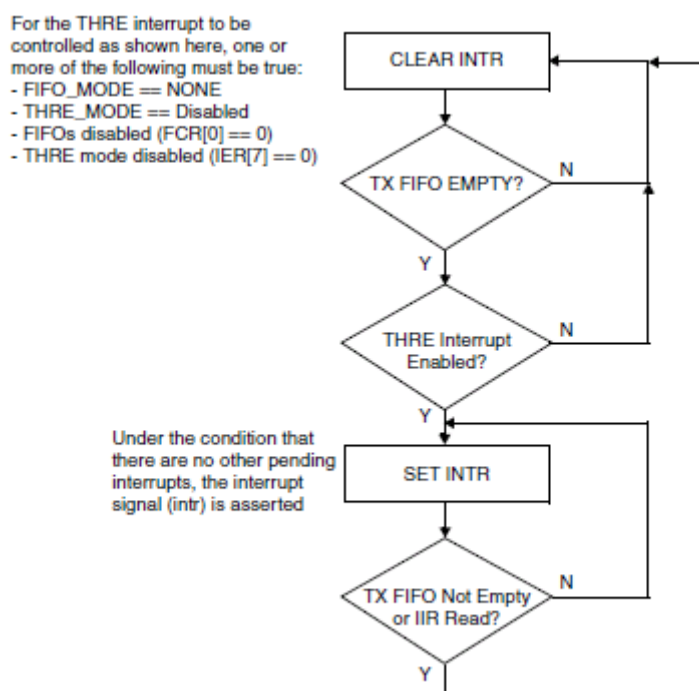 For the THRE interrupt to be
controlled as shown here, one or
more of the following must be true:
- FIFO_MODE == NONE
- THRE_MODE == Disabled
- FIFOs disabled (FCR[0] == 0)
- THRE mode disabled (IER[7] == 0)
CLEAR INTR
TX FIFO EMPTY?
N
Y
THRE Interrupt
Enabled?
N
Y
Under the condition that
there are no other pending
interrupts, the interrupt
signal (intr) is asserted
SET INTR
TX FIFO Not Empty
or IIR Read?
N
Y